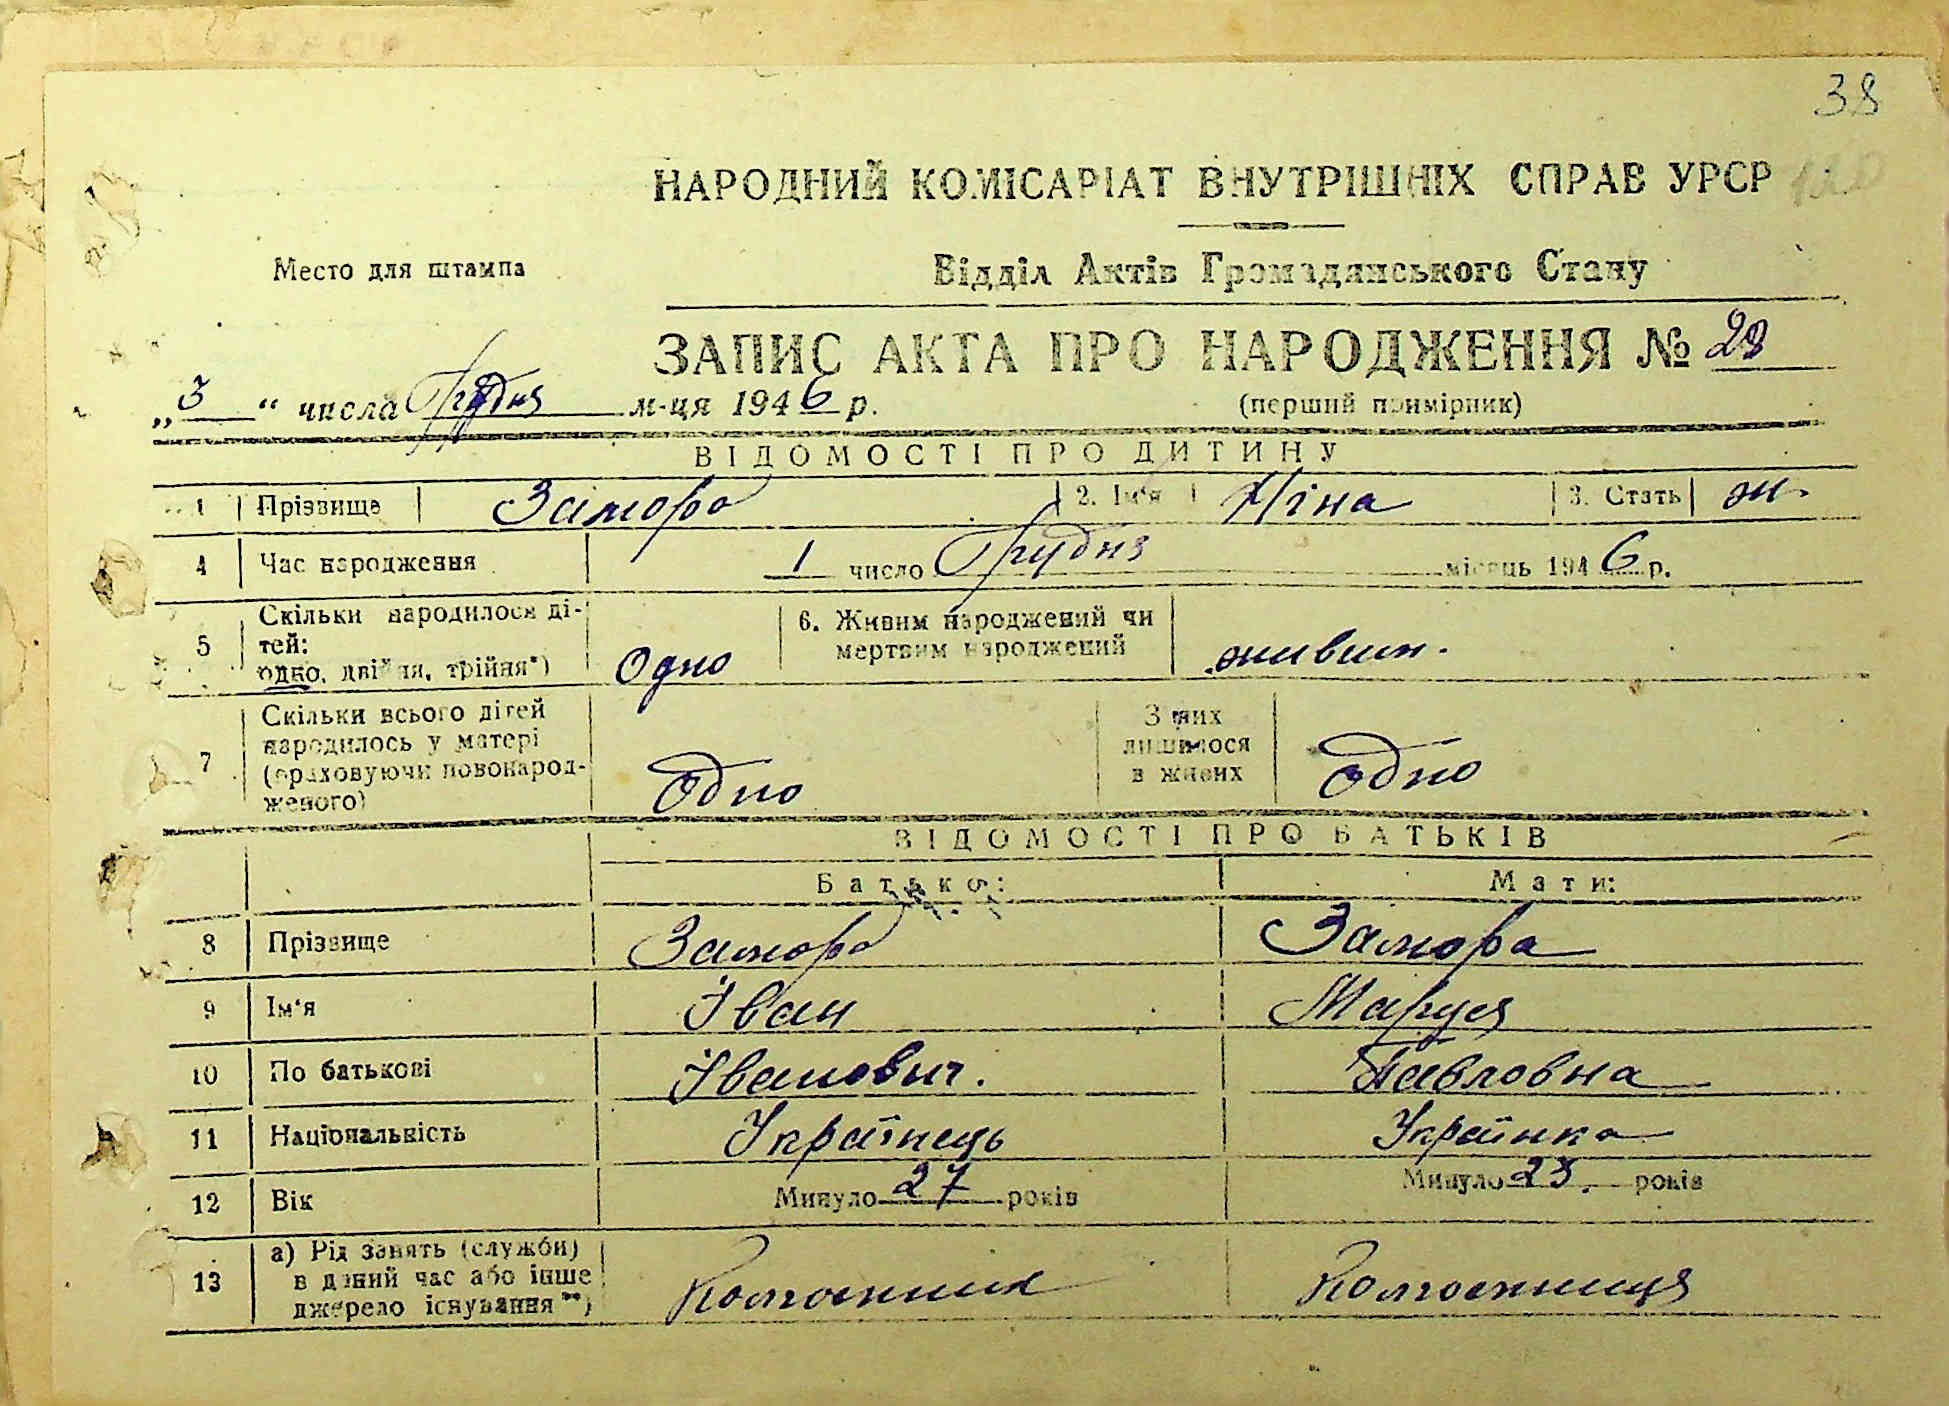 38
НАРОДНИЙ КОМІСАРІАТ ВНУТРІШНІХ СПРАВ УРСР
Место для штампа
Відділ Актів Громадянського Стану
ЗАПИС АКТА ПРО НАРОДЖЕННЯ №
„ 3 “ числа Грудня м-ця 1946 р.
(перший примірник)
ВІДОМОСТІ ПРО ДИТИНУ
1 Прізвище Замора 2. Ім'я Ніна 3. Стать ж.
4 Час народження 1 число Грудня місяць 1946 р.
5 Скільки народилося ді-
тей:
одно, двійня, трійня*) Одно
6. Живим народжений чи
мертвим народжений живим.
7 Скільки всього дітей
народилось у матері
(враховуючи новонарод-
женого) Одно
З них
лишилося
в живих Одно
ВІДОМОСТІ ПРО БАТЬКІВ
Батько: Мати:
8 Прізвище Замора Замора
9 Ім'я Іван Маруся
10 По батькові Іванович. Павловна
11 Національність Українець Українка
12 Вік Минуло 27 років Минуло 23. років
13 а) Рід занять (служби)
в даний час або інше
джерело існування**) Колгоспник Колгоспниця